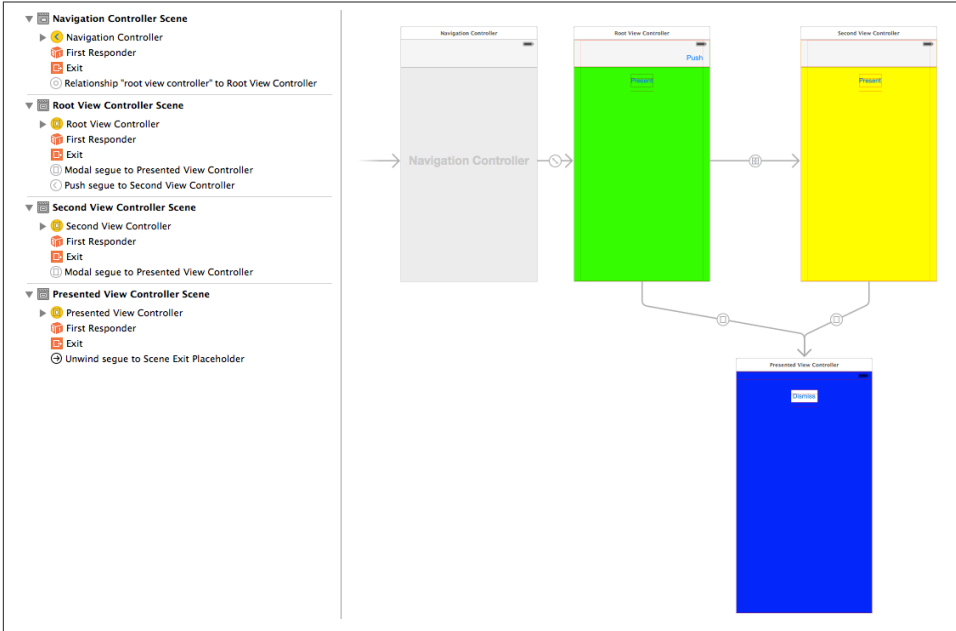 Navigation Controller Scene
Navigation Controller
First Responder
Exit
Relationship "root view controller" to Root View Controller
Root View Controller Scene
Root View Controller
First Responder
Exit
Modal segue to Presented View Controller
Push segue to Second View Controller
Second View Controller Scene
Second View Controller
First Responder
Exit
Modal segue to Presented View Controller
Presented View Controller Scene
Presented View Controller
First Responder
Exit
Unwind segue to Scene Exit Placeholder
Navigation Controller
Navigation Controller
Root View Controller
Push
Present
Second View Controller
Present
Presented View Controller
Dismiss